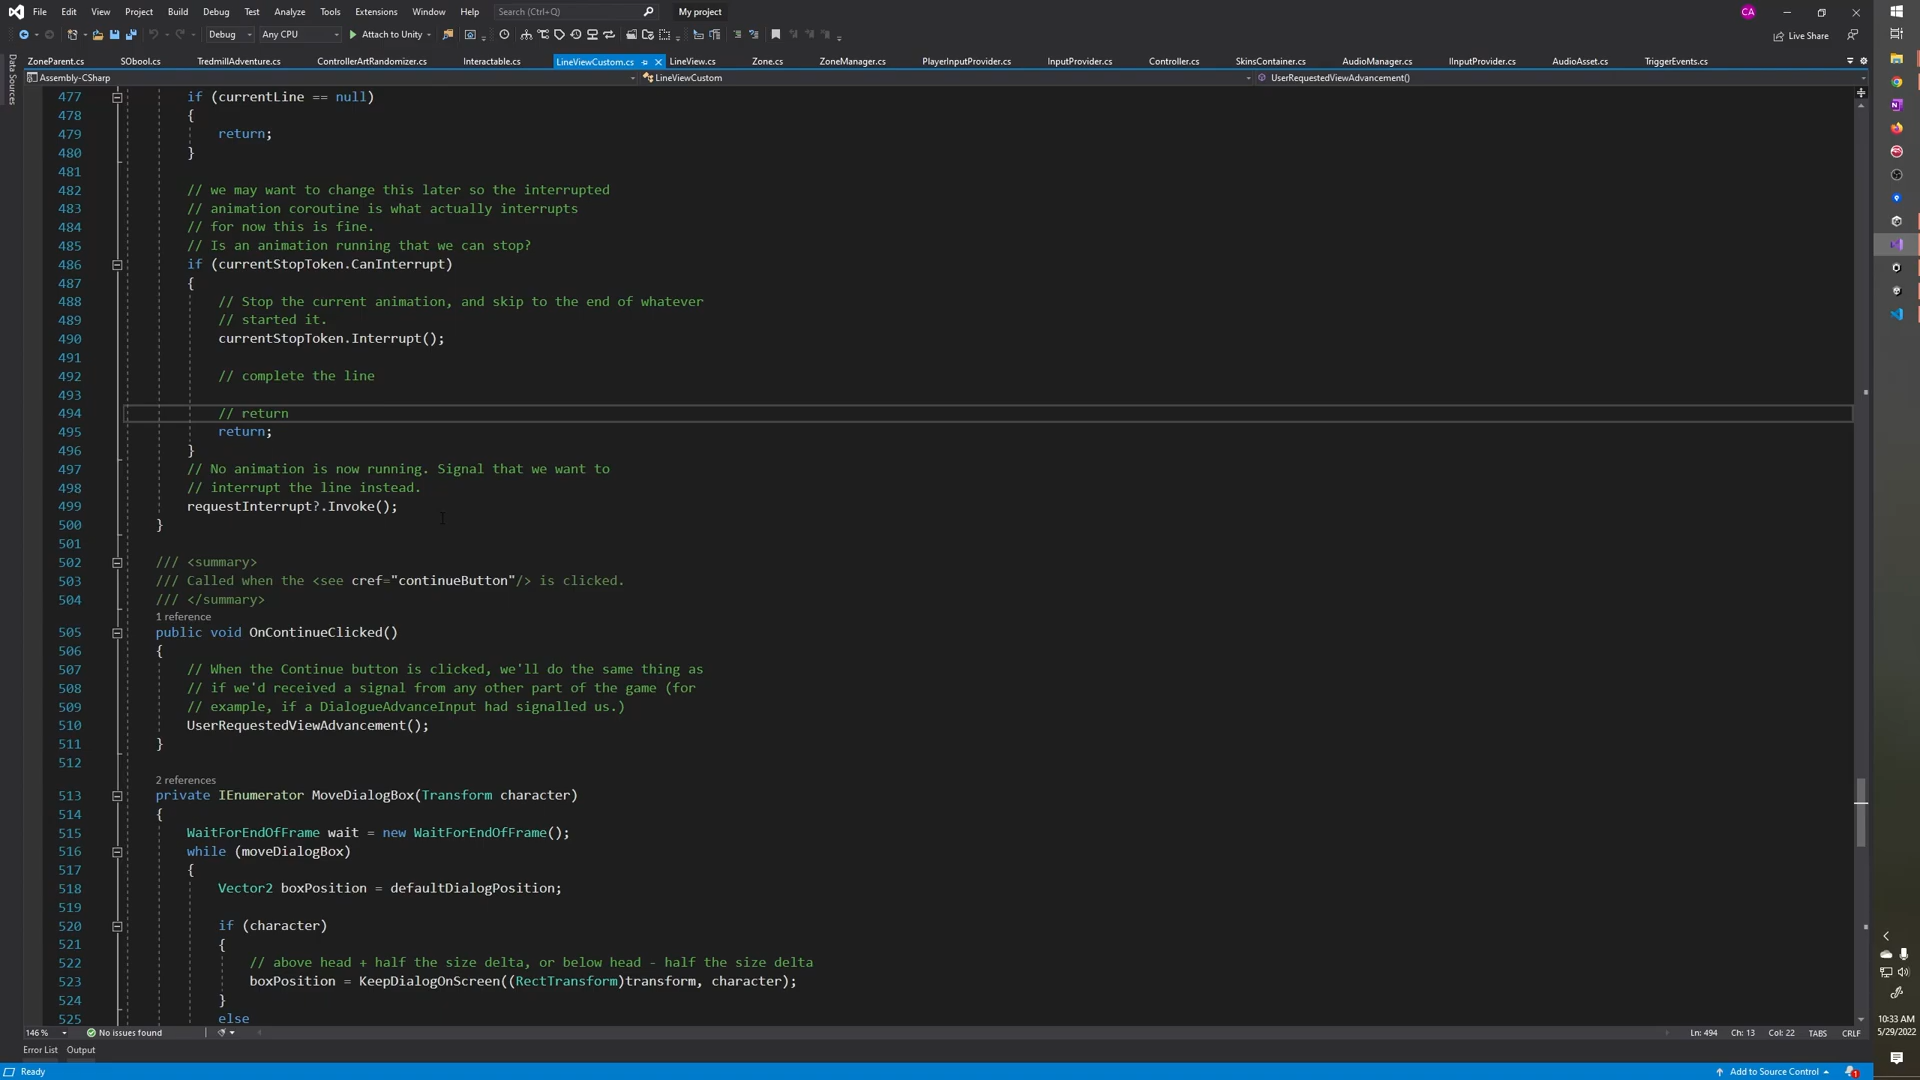 File Edit View Project Build Debug Test Analyze Tools Extensions Window Help Search (Ctrl+Q) My project CA
Debug Any CPU Attach to Unity Live Share
ZoneParent.cs SObool.cs TredmillAdventure.cs ControllerArtRandomizer.cs Interactable.cs LineViewCustom.cs LineView.cs Zone.cs ZoneManager.cs PlayerInputProvider.cs InputProvider.cs Controller.cs SkinsContainer.cs AudioManager.cs IInputProvider.cs AudioAsset.cs TriggerEvents.cs
Data Sources
Assembly-CSharp LineViewCustom UserRequestedViewAdvancement()
477 if (currentLine == null)
478 {
479 return;
480 }
481
482 // we may want to change this later so the interrupted
483 // animation coroutine is what actually interrupts
484 // for now this is fine.
485 // Is an animation running that we can stop?
486 if (currentStopToken.CanInterrupt)
487 {
488 // Stop the current animation, and skip to the end of whatever
489 // started it.
490 currentStopToken.Interrupt();
491
492 // complete the line
493
494 // return
495 return;
496 }
497 // No animation is now running. Signal that we want to
498 // interrupt the line instead.
499 requestInterrupt?.Invoke();
500 }
501
502 /// <summary>
503 /// Called when the <see cref="continueButton"/> is clicked.
504 /// </summary>
1 reference
505 public void OnContinueClicked()
506 {
507 // When the Continue button is clicked, we'll do the same thing as
508 // if we'd received a signal from any other part of the game (for
509 // example, if a DialogueAdvanceInput had signalled us.)
510 UserRequestedViewAdvancement();
511 }
512
2 references
513 private IEnumerator MoveDialogBox(Transform character)
514 {
515 WaitForEndOfFrame wait = new WaitForEndOfFrame();
516 while (moveDialogBox)
517 {
518 Vector2 boxPosition = defaultDialogPosition;
519
520 if (character)
521 {
522 // above head + half the size delta, or below head - half the size delta
523 boxPosition = KeepDialogOnScreen((RectTransform)transform, character);
524 }
525 else
146 % No issues found Ln: 494 Ch: 13 Col: 22 TABS CRLF
Error List Output
Ready Add to Source Control 1
10:33 AM
5/29/2022